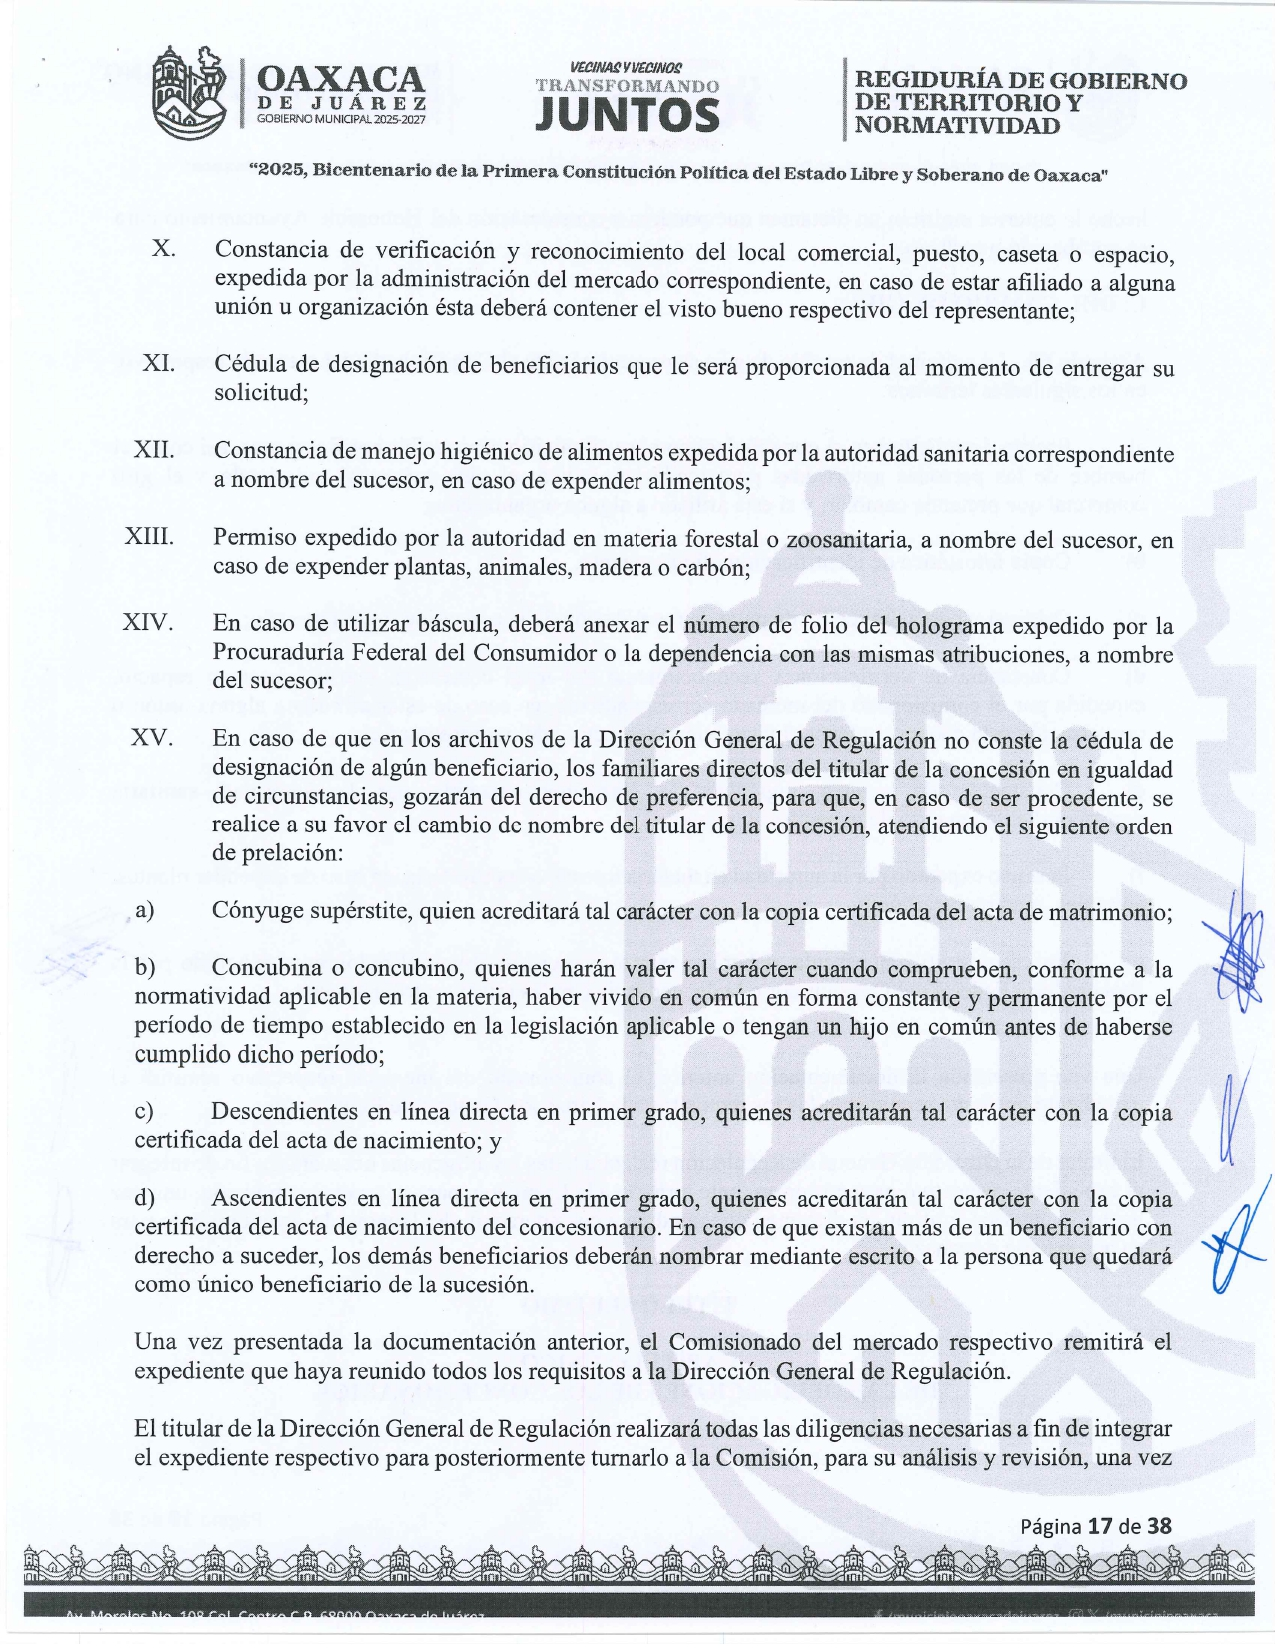 OAXACA
DE JUÁREZ
GOBIERNO MUNICIPAL 2025-2027
VECINAS Y VECINOS
TRANSFORMANDO
JUNTOS
REGIDURÍA DE GOBIERNO
DE TERRITORIO Y
NORMATIVIDAD
"2025, Bicentenario de la Primera Constitución Política del Estado Libre y Soberano de Oaxaca"
X. Constancia de verificación y reconocimiento del local comercial, puesto, caseta o espacio,
expedida por la administración del mercado correspondiente, en caso de estar afiliado a alguna
unión u organización ésta deberá contener el visto bueno respectivo del representante;
XI. Cédula de designación de beneficiarios que le será proporcionada al momento de entregar su
solicitud;
XII. Constancia de manejo higiénico de alimentos expedida por la autoridad sanitaria correspondiente
a nombre del sucesor, en caso de expender alimentos;
XIII. Permiso expedido por la autoridad en materia forestal o zoosanitaria, a nombre del sucesor, en
caso de expender plantas, animales, madera o carbón;
XIV. En caso de utilizar báscula, deberá anexar el número de folio del holograma expedido por la
Procuraduría Federal del Consumidor o la dependencia con las mismas atribuciones, a nombre
del sucesor;
XV. En caso de que en los archivos de la Dirección General de Regulación no conste la cédula de
designación de algún beneficiario, los familiares directos del titular de la concesión en igualdad
de circunstancias, gozarán del derecho de preferencia, para que, en caso de ser procedente, se
realice a su favor el cambio de nombre del titular de la concesión, atendiendo el siguiente orden
de prelación:
a) Cónyuge supérstite, quien acreditará tal carácter con la copia certificada del acta de matrimonio;
b) Concubina o concubino, quienes harán valer tal carácter cuando comprueben, conforme a la
normatividad aplicable en la materia, haber vivido en común en forma constante y permanente por el
período de tiempo establecido en la legislación aplicable o tengan un hijo en común antes de haberse
cumplido dicho período;
c) Descendientes en línea directa en primer grado, quienes acreditarán tal carácter con la copia
certificada del acta de nacimiento; y
d) Ascendientes en línea directa en primer grado, quienes acreditarán tal carácter con la copia
certificada del acta de nacimiento del concesionario. En caso de que existan más de un beneficiario con
derecho a suceder, los demás beneficiarios deberán nombrar mediante escrito a la persona que quedará
como único beneficiario de la sucesión.
Una vez presentada la documentación anterior, el Comisionado del mercado respectivo remitirá el
expediente que haya reunido todos los requisitos a la Dirección General de Regulación.
El titular de la Dirección General de Regulación realizará todas las diligencias necesarias a fin de integrar
el expediente respectivo para posteriormente turnarlo a la Comisión, para su análisis y revisión, una vez
Página 17 de 38
Av. Morelos No. 108 Col. Centro C.P. 68000 Oaxaca de Juárez